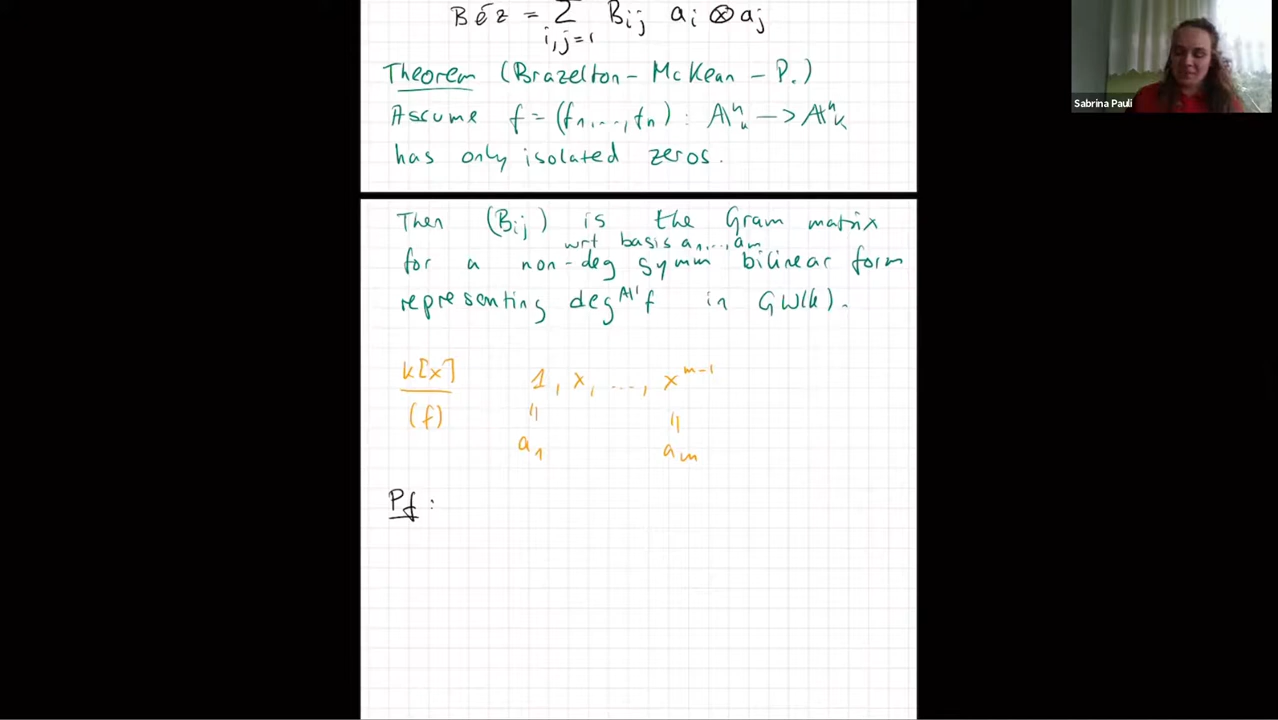 Béz = Σ B_ij a_i ⊗ a_j
i,j=1
Theorem (Brazelton - McKean - P.)
Assume f = (f_1,...,f_n) : A^n_k -> A^n_k
has only isolated zeros.
Then (B_ij) is the Gram matrix
wrt basis a_1,...,a_m
for a non-deg symm bilinear form
representing deg^{A^1} f in GW(k).
k[x] 1, x, ..., x^{m-1}
(f) = =
a_1 a_m
Pf:
Sabrina Pauli